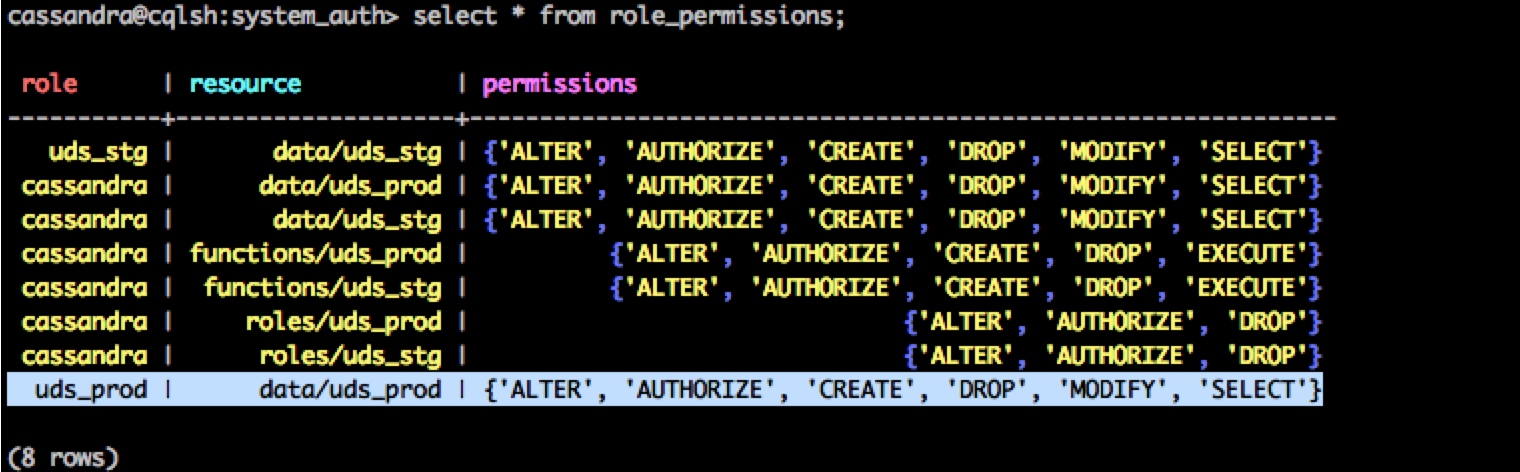 cassandra@cqlsh:system_auth> select * from role_permissions;
role | resource | permissions
-----------+--------------------+--------------------------------------------------------------
uds_stg | data/uds_stg | {'ALTER', 'AUTHORIZE', 'CREATE', 'DROP', 'MODIFY', 'SELECT'}
cassandra | data/uds_prod | {'ALTER', 'AUTHORIZE', 'CREATE', 'DROP', 'MODIFY', 'SELECT'}
cassandra | data/uds_stg | {'ALTER', 'AUTHORIZE', 'CREATE', 'DROP', 'MODIFY', 'SELECT'}
cassandra | functions/uds_prod | {'ALTER', 'AUTHORIZE', 'CREATE', 'DROP', 'EXECUTE'}
cassandra | functions/uds_stg | {'ALTER', 'AUTHORIZE', 'CREATE', 'DROP', 'EXECUTE'}
cassandra | roles/uds_prod | {'ALTER', 'AUTHORIZE', 'DROP'}
cassandra | roles/uds_stg | {'ALTER', 'AUTHORIZE', 'DROP'}
uds_prod | data/uds_prod | {'ALTER', 'AUTHORIZE', 'CREATE', 'DROP', 'MODIFY', 'SELECT'}
(8 rows)